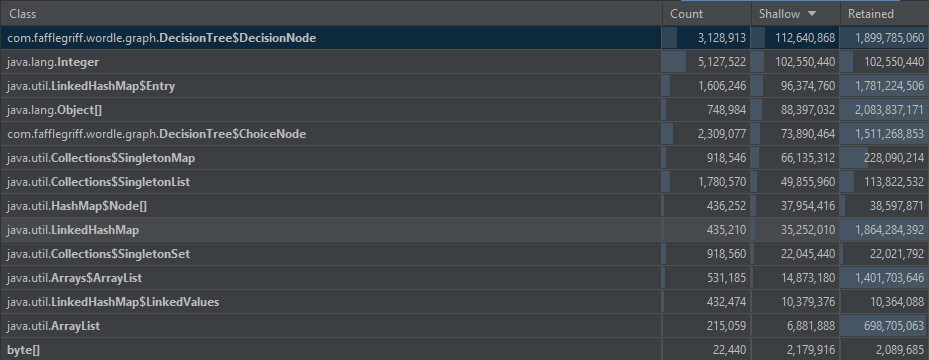 Class Count Shallow Retained
com.fafflegriff.wordle.graph.DecisionTree$DecisionNode 3,128,913 112,640,868 1,899,785,060
java.lang.Integer 5,127,522 102,550,440 102,550,440
java.util.LinkedHashMap$Entry 1,606,246 96,374,760 1,781,224,506
java.lang.Object[] 748,984 88,397,032 2,083,837,171
com.fafflegriff.wordle.graph.DecisionTree$ChoiceNode 2,309,077 73,890,464 1,511,268,853
java.util.Collections$SingletonMap 918,546 66,135,312 228,090,214
java.util.Collections$SingletonList 1,780,570 49,855,960 113,822,532
java.util.HashMap$Node[] 436,252 37,954,416 38,597,871
java.util.LinkedHashMap 435,210 35,252,010 1,864,284,392
java.util.Collections$SingletonSet 918,560 22,045,440 22,021,792
java.util.Arrays$ArrayList 531,185 14,873,180 1,401,703,646
java.util.LinkedHashMap$LinkedValues 432,474 10,379,376 10,364,088
java.util.ArrayList 215,059 6,881,888 698,705,063
byte[] 22,440 2,179,916 2,089,685